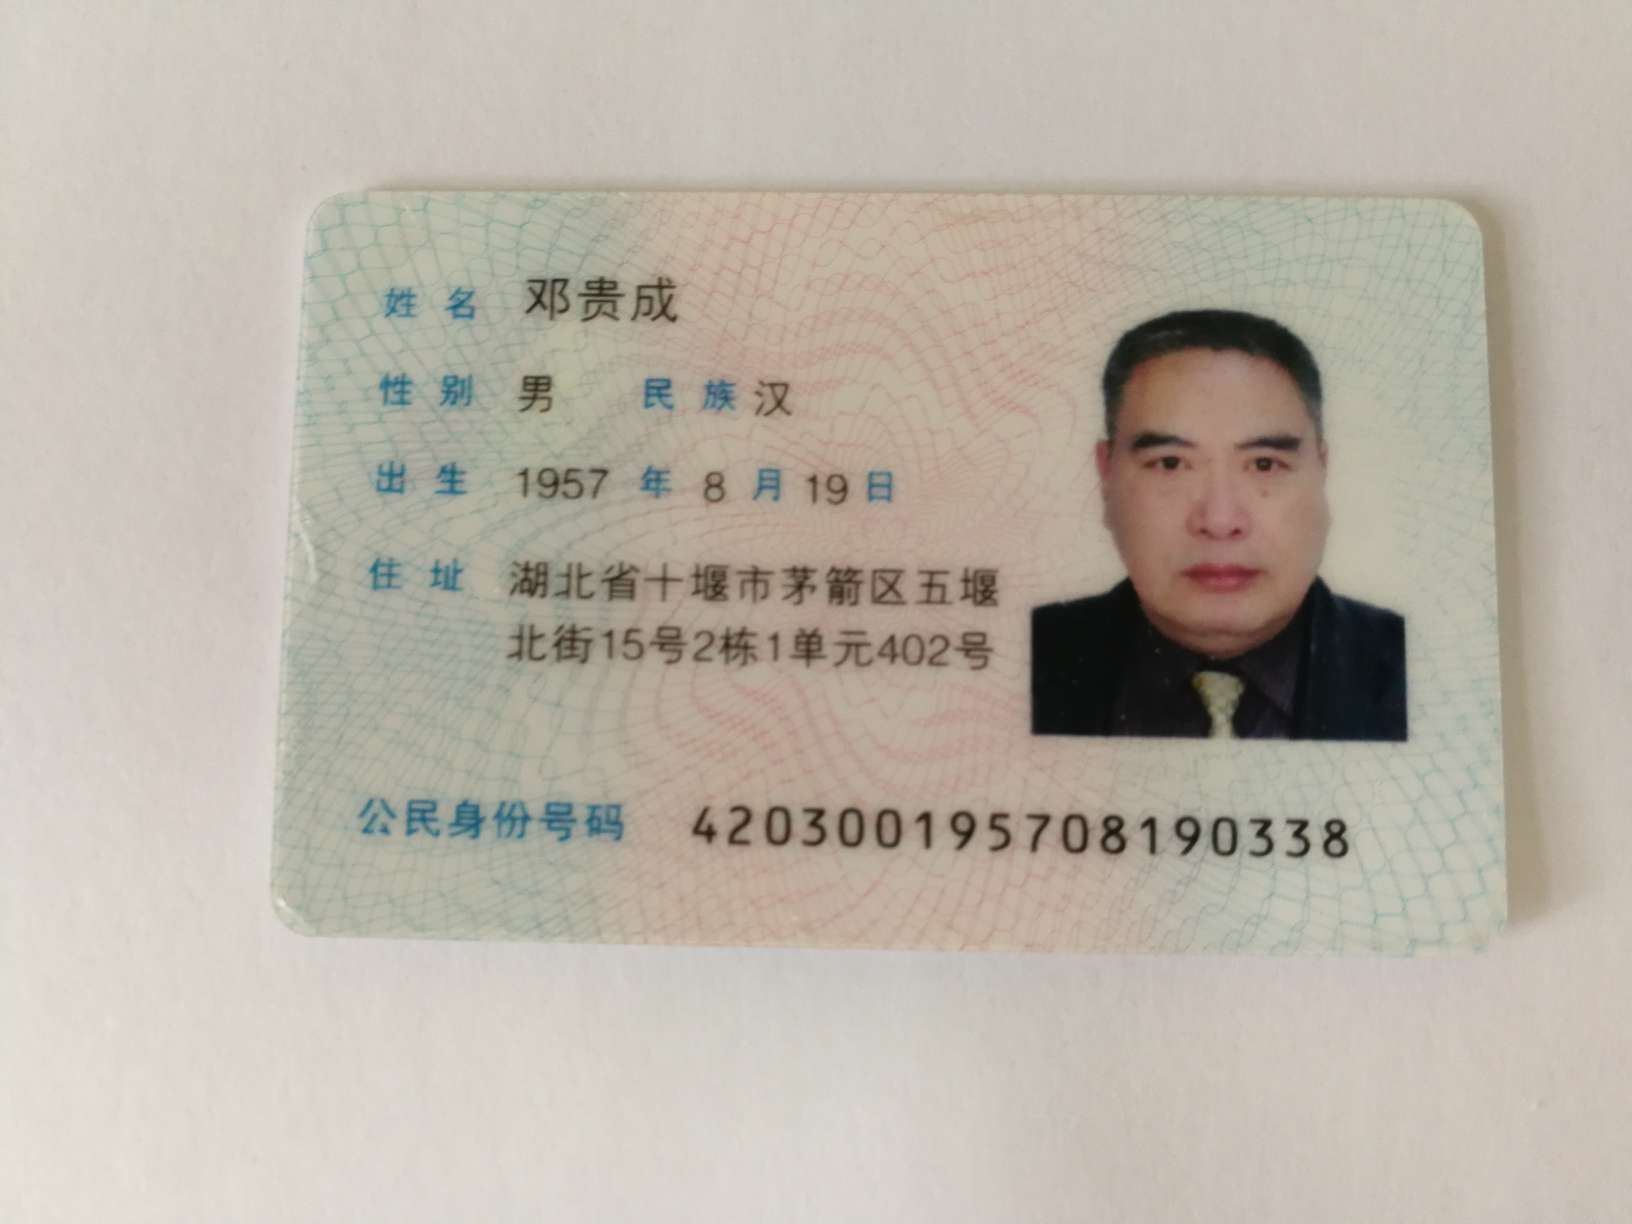 姓名 邓贵成
性别 男 民族 汉
出生 1957 年 8 月 19 日
住址 湖北省十堰市茅箭区五堰
北街15号2栋1单元402号
公民身份号码 420300195708190338